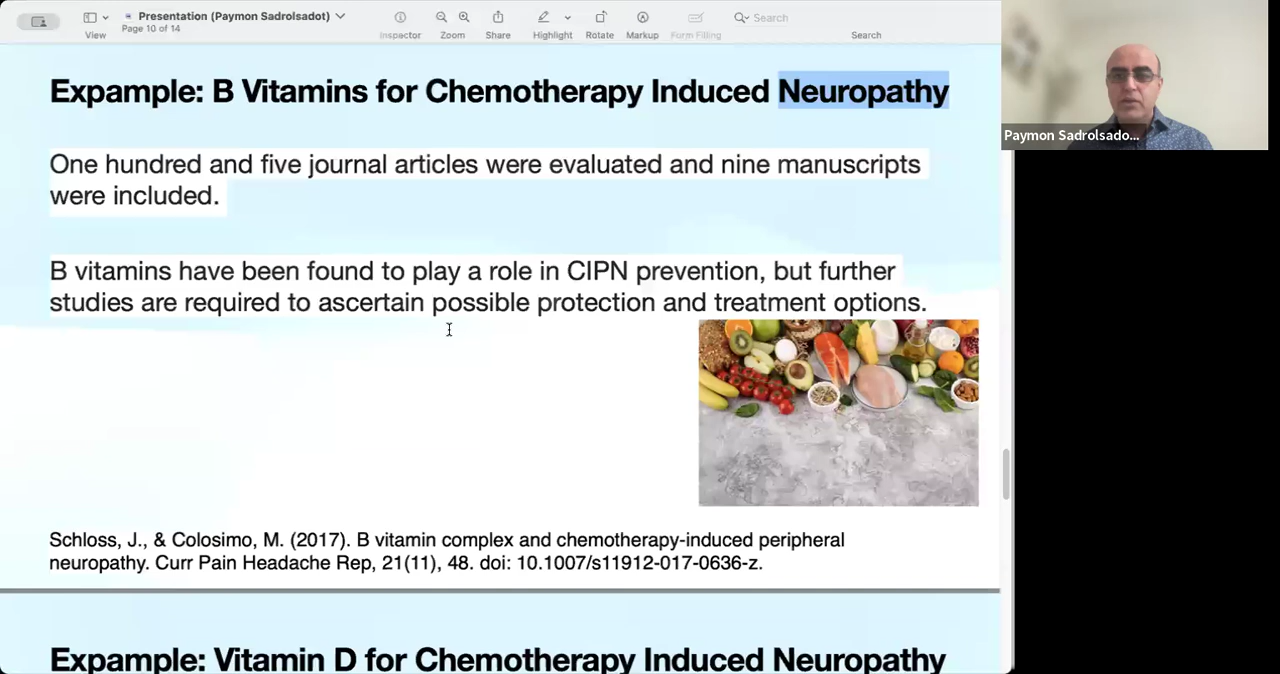 Presentation (Paymon Sadrolsadot)
Page 10 of 14
View
Inspector
Zoom
Share
Highlight
Rotate
Markup
Form Filling
Search
Search
Expample: B Vitamins for Chemotherapy Induced Neuropathy
One hundred and five journal articles were evaluated and nine manuscripts
were included.
B vitamins have been found to play a role in CIPN prevention, but further
studies are required to ascertain possible protection and treatment options.
Schloss, J., & Colosimo, M. (2017). B vitamin complex and chemotherapy-induced peripheral
neuropathy. Curr Pain Headache Rep, 21(11), 48. doi: 10.1007/s11912-017-0636-z.
Expample: Vitamin D for Chemotherapy Induced Neuropathy
Paymon Sadrolsado...